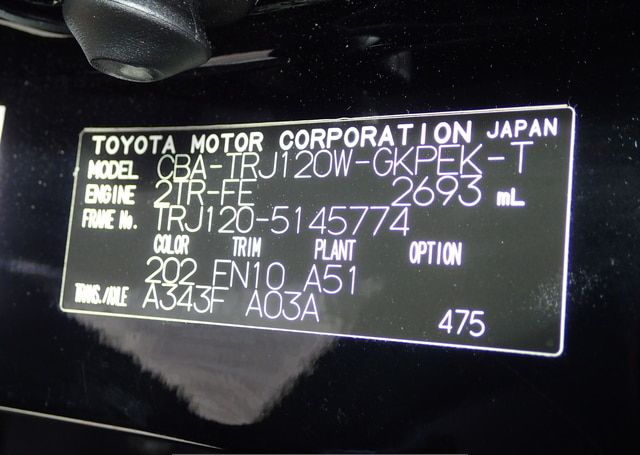 TOYOTA MOTOR CORPORATION JAPAN
MODEL CBA-TRJ120W-GKPEK-T
ENGINE 2TR-FE 2693 mL
FRAME No. TRJ120-5145774
COLOR TRIM PLANT OPTION
202 FN10 A51
TRANS./AXLE A343F A03A
475